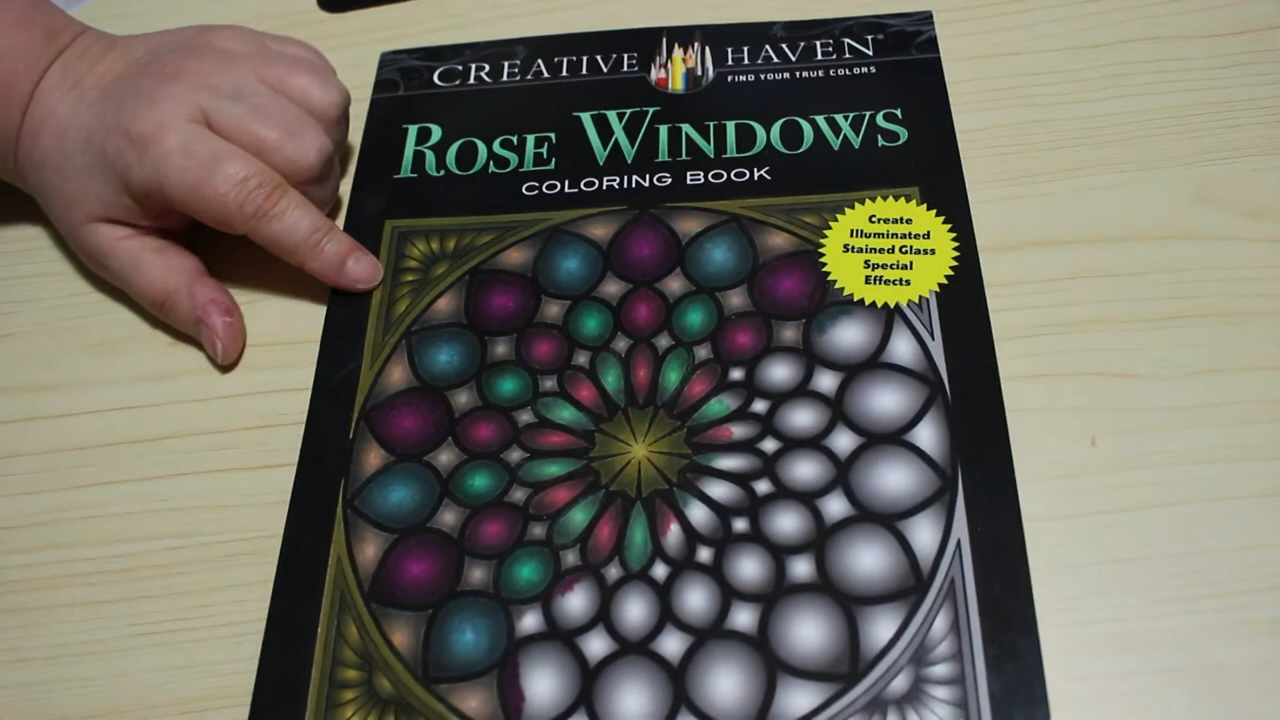 CREATIVE HAVEN®
FIND YOUR TRUE COLORS
ROSE WINDOWS
COLORING BOOK
Create
Illuminated
Stained Glass
Special
Effects